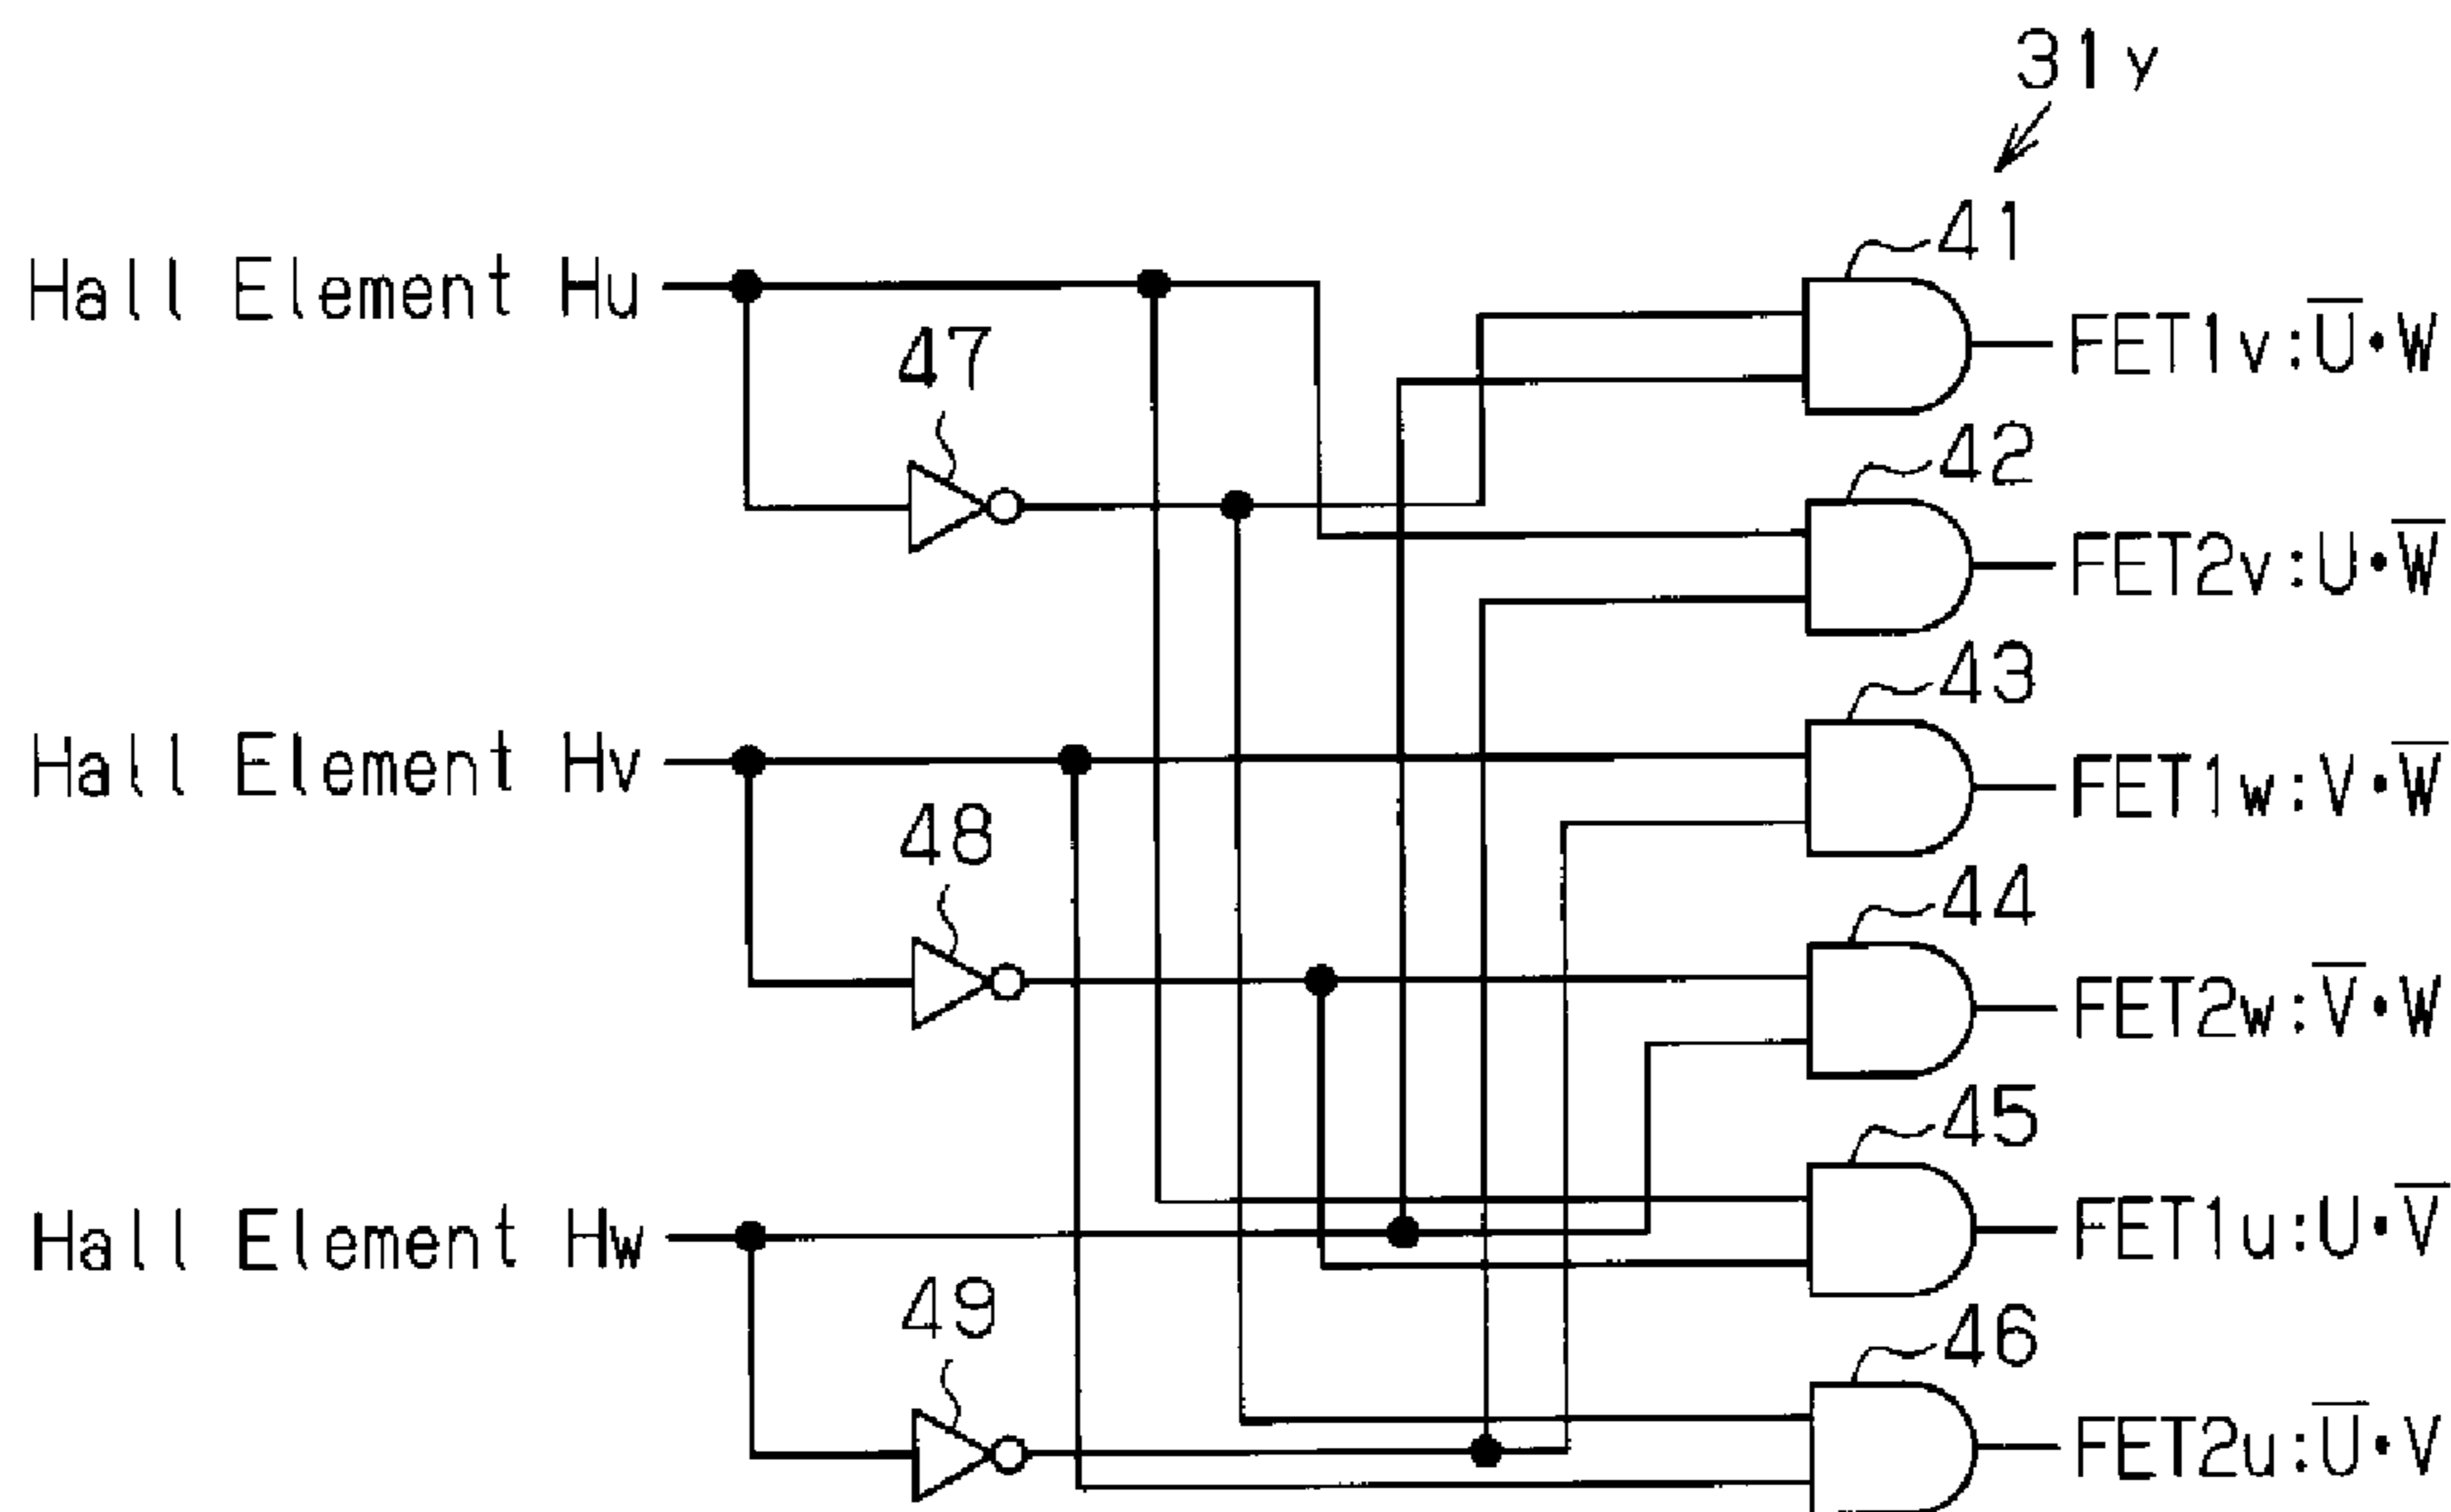 31y
41
Hall Element Hu
FET1v:U̅·W
47
42
FET2v:U·W̅
43
Hall Element Hv
FET1w:V·W̅
48
44
FET2w:V̅·W
45
Hall Element Hw
FET1u:U·V̅
49
46
FET2u:U̅·V